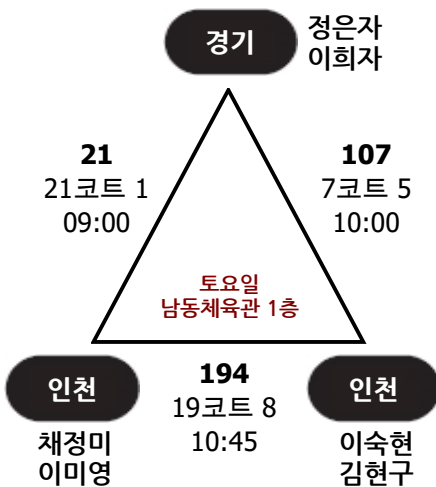 경기
정은자
이희자
21
21코트 1
09:00
107
7코트 5
10:00
토요일
남동체육관 1층
인천
채정미
이미영
194
19코트 8
10:45
인천
이숙현
김현구